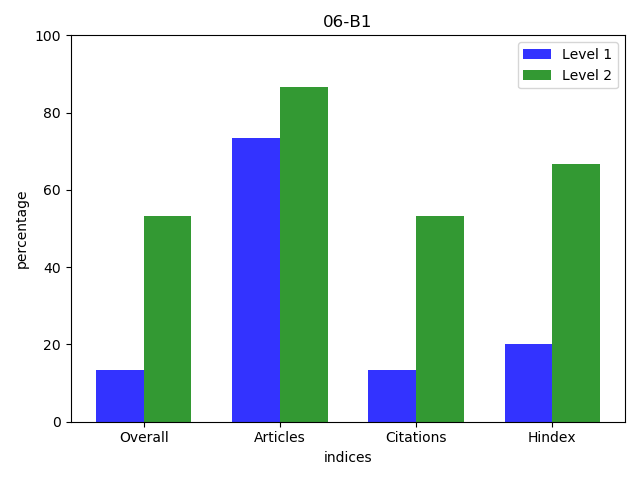 06-B1
100
80
60
40
20
0
percentage
Level 1
Level 2
Overall
Articles
Citations
Hindex
indices